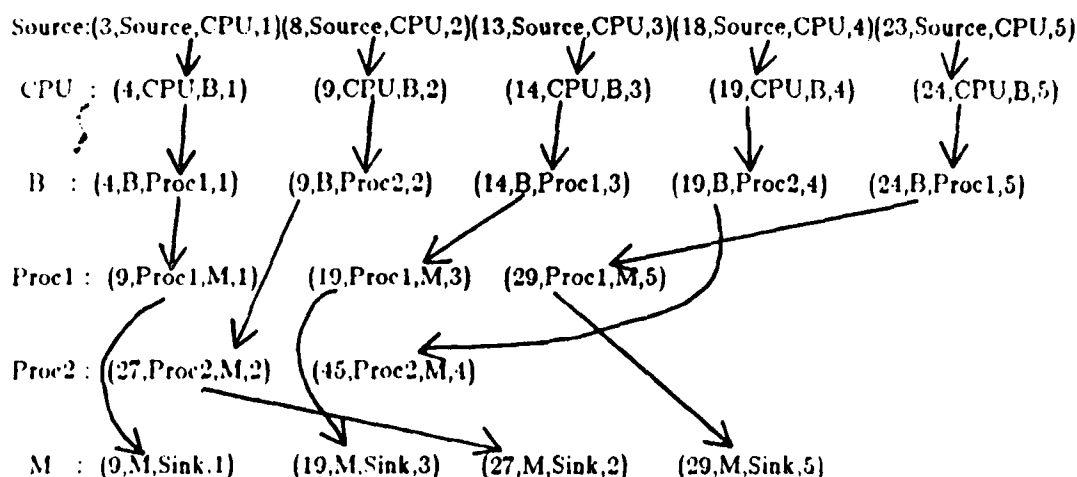 Source:(3,Source,CPU,1)(8,Source,CPU,2)(13,Source,CPU,3)(18,Source,CPU,4)(23,Source,CPU,5)
CPU : (4,CPU,B,1) (9,CPU,B,2) (14,CPU,B,3) (19,CPU,B,4) (24,CPU,B,5)
B : (4,B,Proc1,1) (9,B,Proc2,2) (14,B,Proc1,3) (19,B,Proc2,4) (24,B,Proc1,5)
Proc1 : (9,Proc1,M,1) (19,Proc1,M,3) (29,Proc1,M,5)
Proc2 : (27,Proc2,M,2) (45,Proc2,M,4)
M : (9,M,Sink,1) (19,M,Sink,3) (27,M,Sink,2) (29,M,Sink,5)